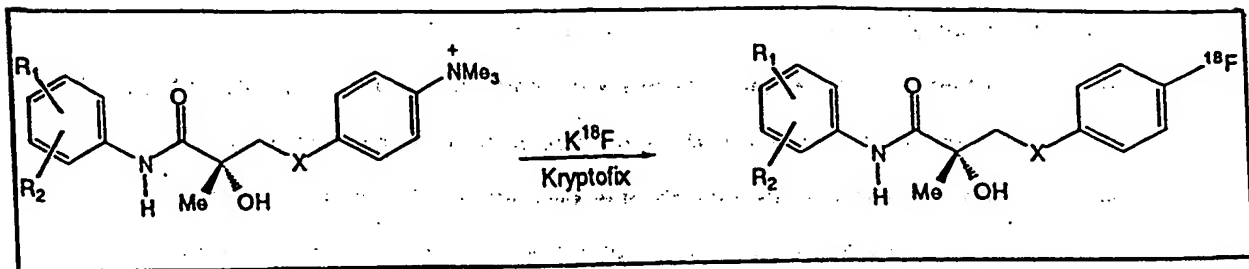 R1
R2
O
N
H
Me
OH
X
+
NMe3
K18F
Kryptofix
R1
R2
O
N
H
Me
OH
X
18F